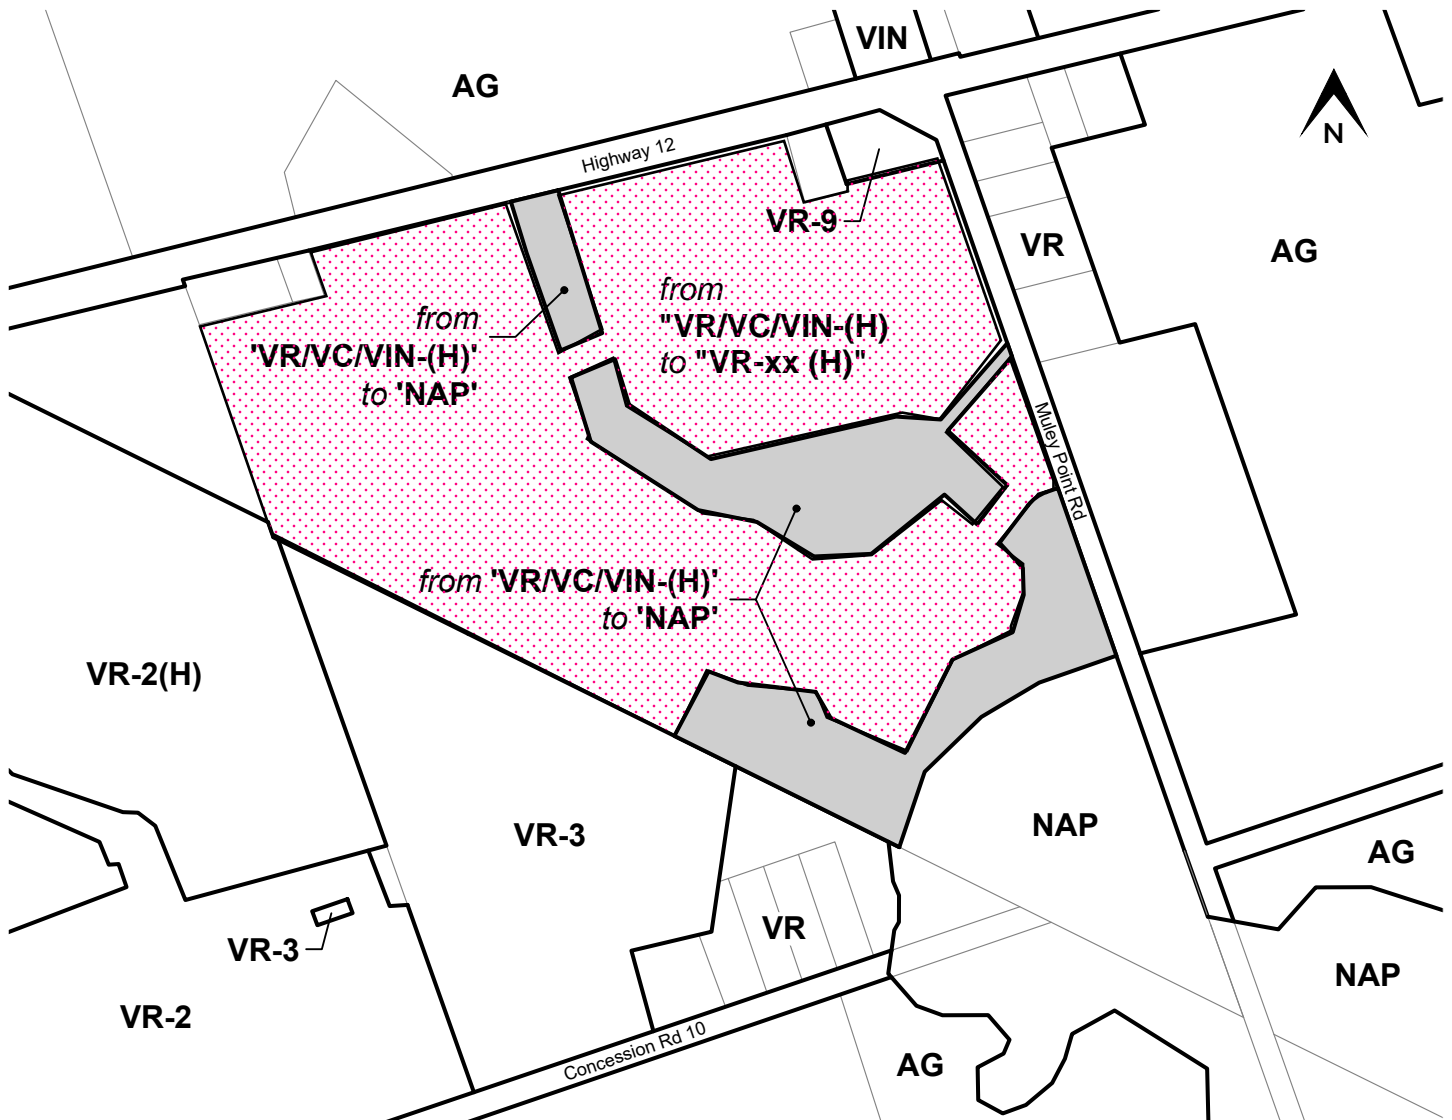 VIN
AG
N
Highway 12
VR-9
VR
AG
from
'VR/VC/VIN-(H)'
to 'NAP'
from
"VR/VC/VIN-(H)
to "VR-xx (H)"
Muley Point Rd
from 'VR/VC/VIN-(H)'
to 'NAP'
VR-2(H)
VR-3
NAP
AG
VR-3
VR
NAP
VR-2
Concession Rd 10
AG